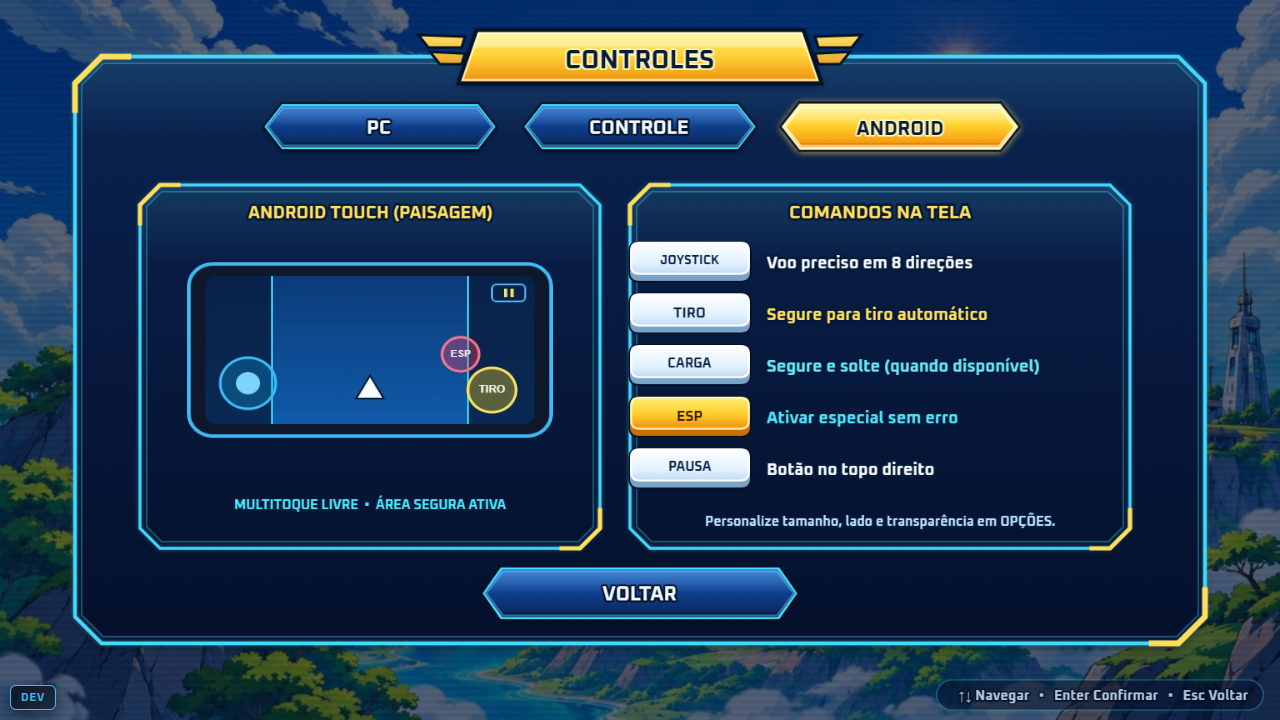 CONTROLES
PC
CONTROLE
ANDROID
ANDROID TOUCH (PAISAGEM)
ESP
TIRO
MULTITOQUE LIVRE • ÁREA SEGURA ATIVA
COMANDOS NA TELA
JOYSTICK Voo preciso em 8 direções
TIRO Segure para tiro automático
CARGA Segure e solte (quando disponível)
ESP Ativar especial sem erro
PAUSA Botão no topo direito
Personalize tamanho, lado e transparência em OPÇÕES.
VOLTAR
DEV
↑↓ Navegar • Enter Confirmar • Esc Voltar